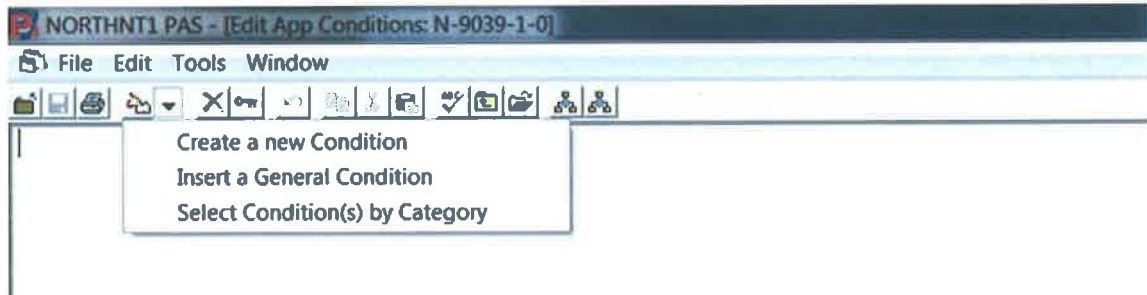 NORTHNT1 PAS - [Edit App Conditions: N-9039-1-0]
File Edit Tools Window
Create a new Condition
Insert a General Condition
Select Condition(s) by Category